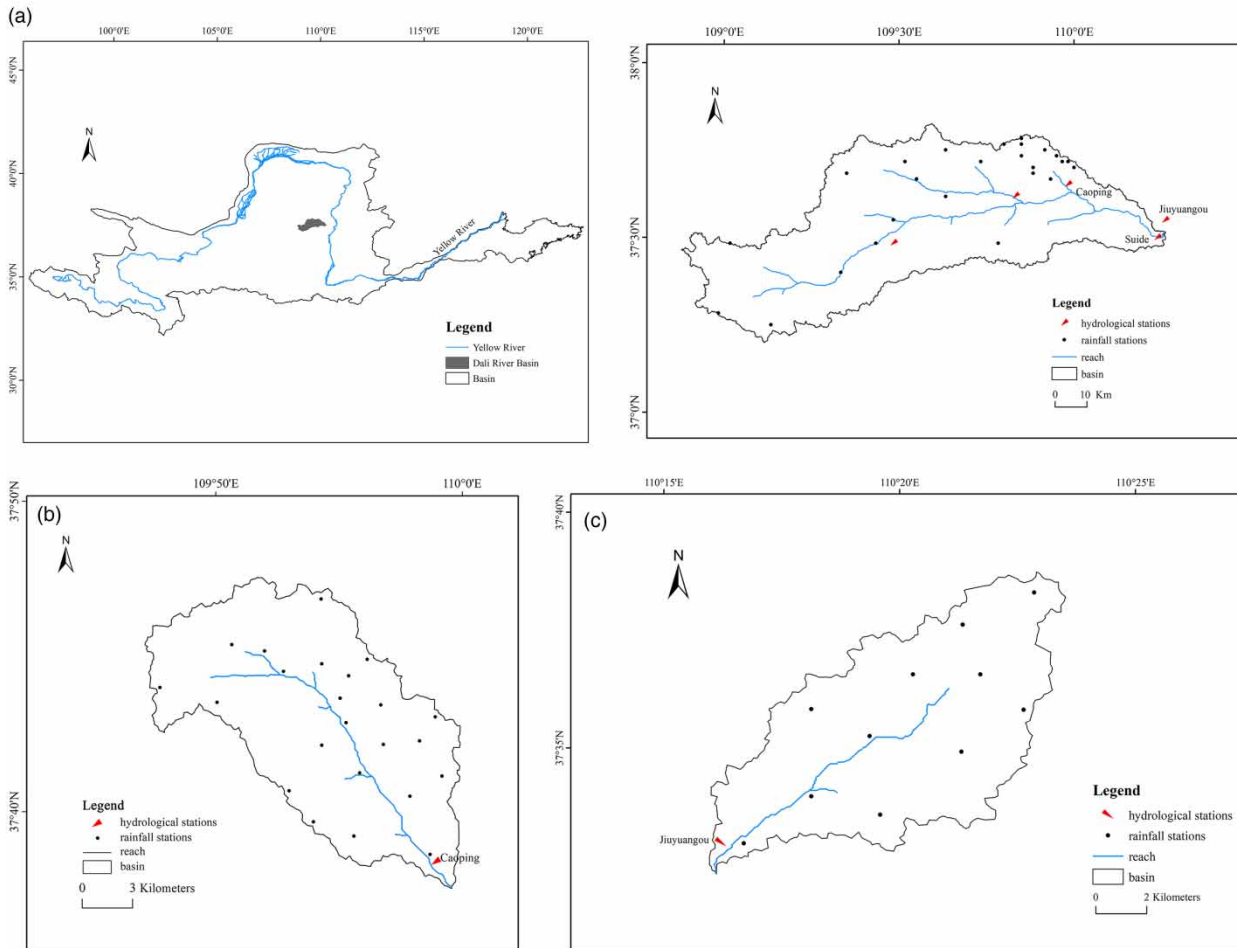 (a)
100°0'E 105°0'E 110°0'E 115°0'E 120°0'E
45°0'N
40°0'N
35°0'N
30°0'N
N
Yellow River
Legend
Yellow River
Dali River Basin
Basin
109°0'E 109°30'E 110°0'E
38°0'N
37°30'N
37°0'N
N
Caoping
Jiuyuangou
Suide
Legend
hydrological stations
rainfall stations
reach
basin
0 10 Km
(b)
109°50'E 110°0'E
37°50'N
37°40'N
N
Caoping
Legend
hydrological stations
rainfall stations
reach
basin
0 3 Kilometers
(c)
110°15'E 110°20'E 110°25'E
37°40'N
37°35'N
N
Jiuyuangou
Legend
hydrological stations
rainfall stations
reach
basin
0 2 Kilometers